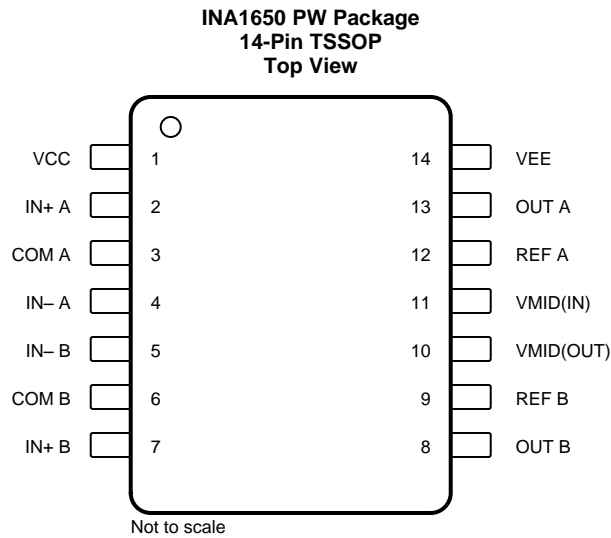 INA1650 PW Package
14-Pin TSSOP
Top View
VCC 1 14 VEE
IN+ A 2 13 OUT A
COM A 3 12 REF A
IN– A 4 11 VMID(IN)
IN– B 5 10 VMID(OUT)
COM B 6 9 REF B
IN+ B 7 8 OUT B
Not to scale